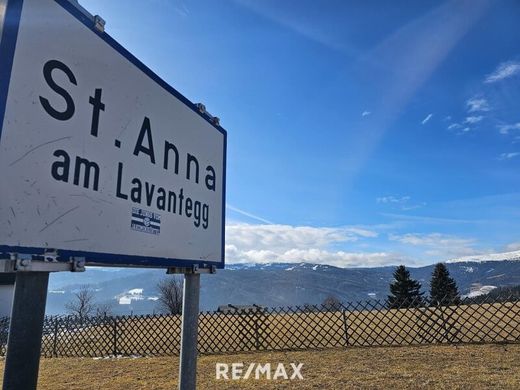 St. Anna
am Lavantegg
RE/MAX